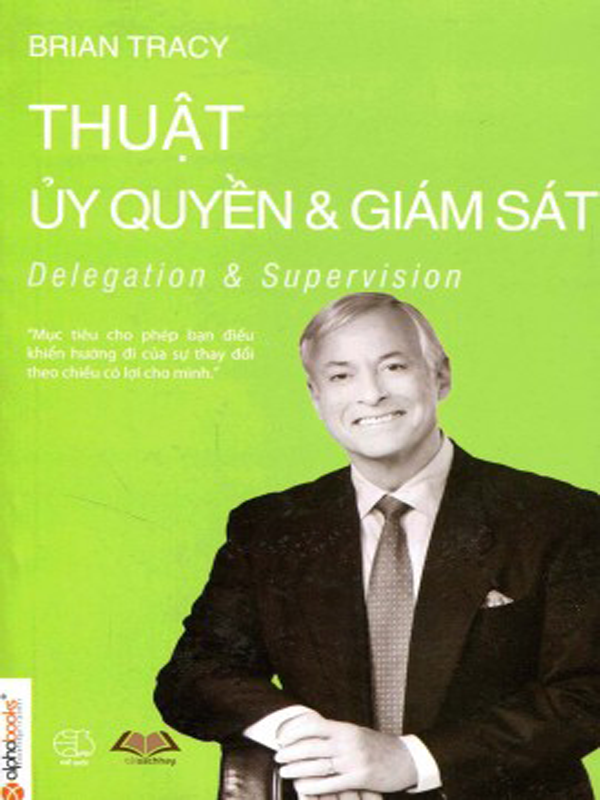 BRIAN TRACY
THUẬT
ỦY QUYỀN & GIÁM SÁT
Delegation & Supervision
"Mục tiêu cho phép bạn điều
khiển hướng đi của sự thay đổi
theo chiều có lợi cho mình."
alphabooks®